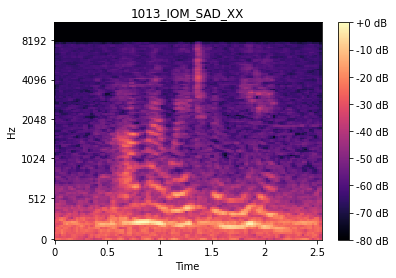 1013_IOM_SAD_XX
+0 dB
8192
-10 dB
4096
-20 dB
-30 dB
2048
Hz
-40 dB
1024
-50 dB
512
-60 dB
-70 dB
0
-80 dB
0 0.5 1 1.5 2 2.5
Time